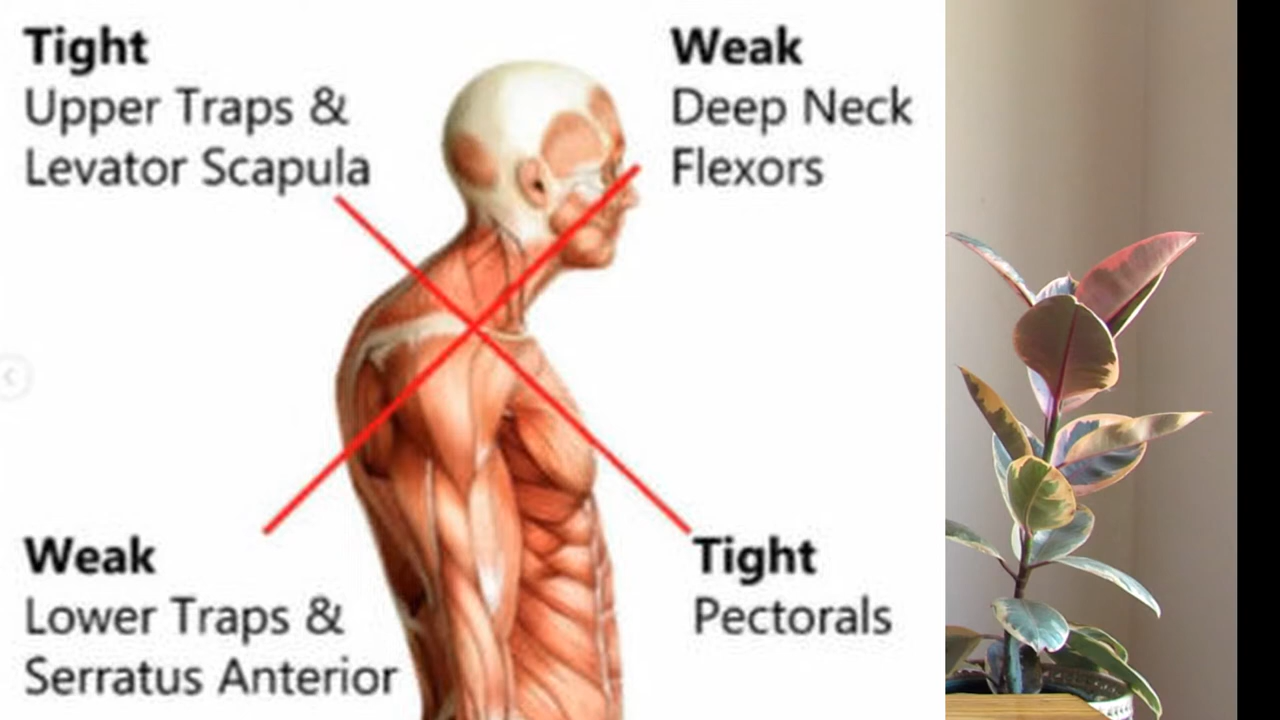 Tight
Upper Traps &
Levator Scapula
Weak
Deep Neck
Flexors
Weak
Lower Traps &
Serratus Anterior
Tight
Pectorals